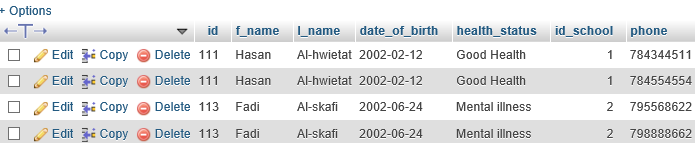 + Options
id f_name l_name date_of_birth health_status id_school phone
Edit Copy Delete 111 Hasan Al-hwietat 2002-02-12 Good Health 1 784344511
Edit Copy Delete 111 Hasan Al-hwietat 2002-02-12 Good Health 1 784554554
Edit Copy Delete 113 Fadi Al-skafi 2002-06-24 Mental illness 2 795568622
Edit Copy Delete 113 Fadi Al-skafi 2002-06-24 Mental illness 2 798888662